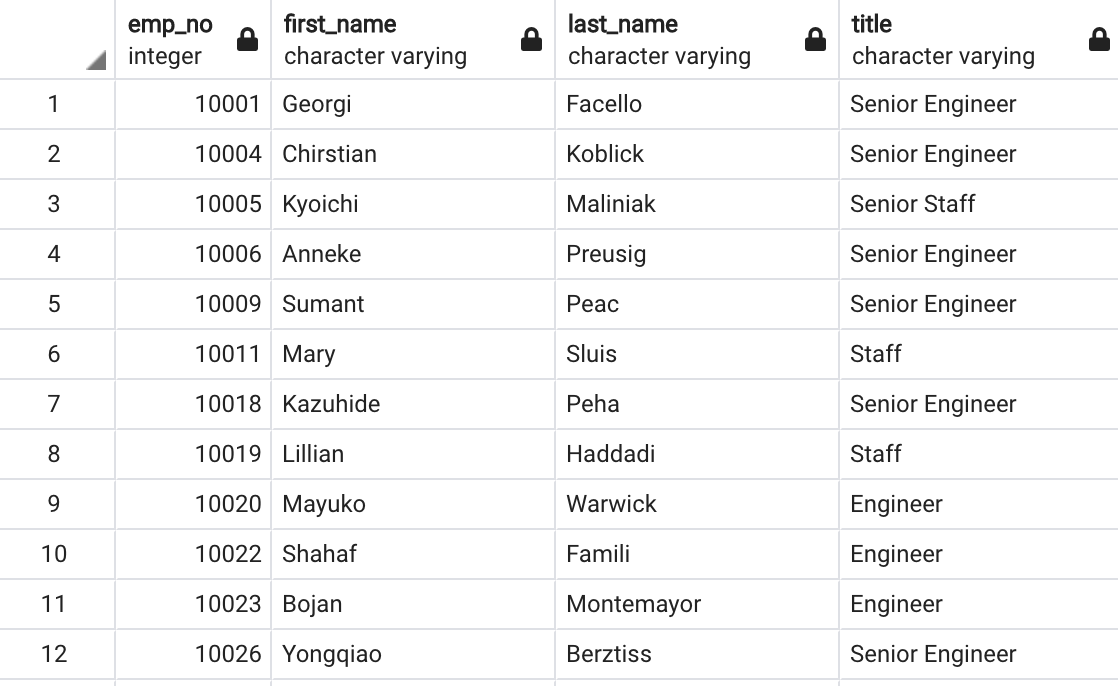 emp_no first_name last_name title
integer character varying character varying character varying
1 10001 Georgi Facello Senior Engineer
2 10004 Chirstian Koblick Senior Engineer
3 10005 Kyoichi Maliniak Senior Staff
4 10006 Anneke Preusig Senior Engineer
5 10009 Sumant Peac Senior Engineer
6 10011 Mary Sluis Staff
7 10018 Kazuhide Peha Senior Engineer
8 10019 Lillian Haddadi Staff
9 10020 Mayuko Warwick Engineer
10 10022 Shahaf Famili Engineer
11 10023 Bojan Montemayor Engineer
12 10026 Yongqiao Berztiss Senior Engineer